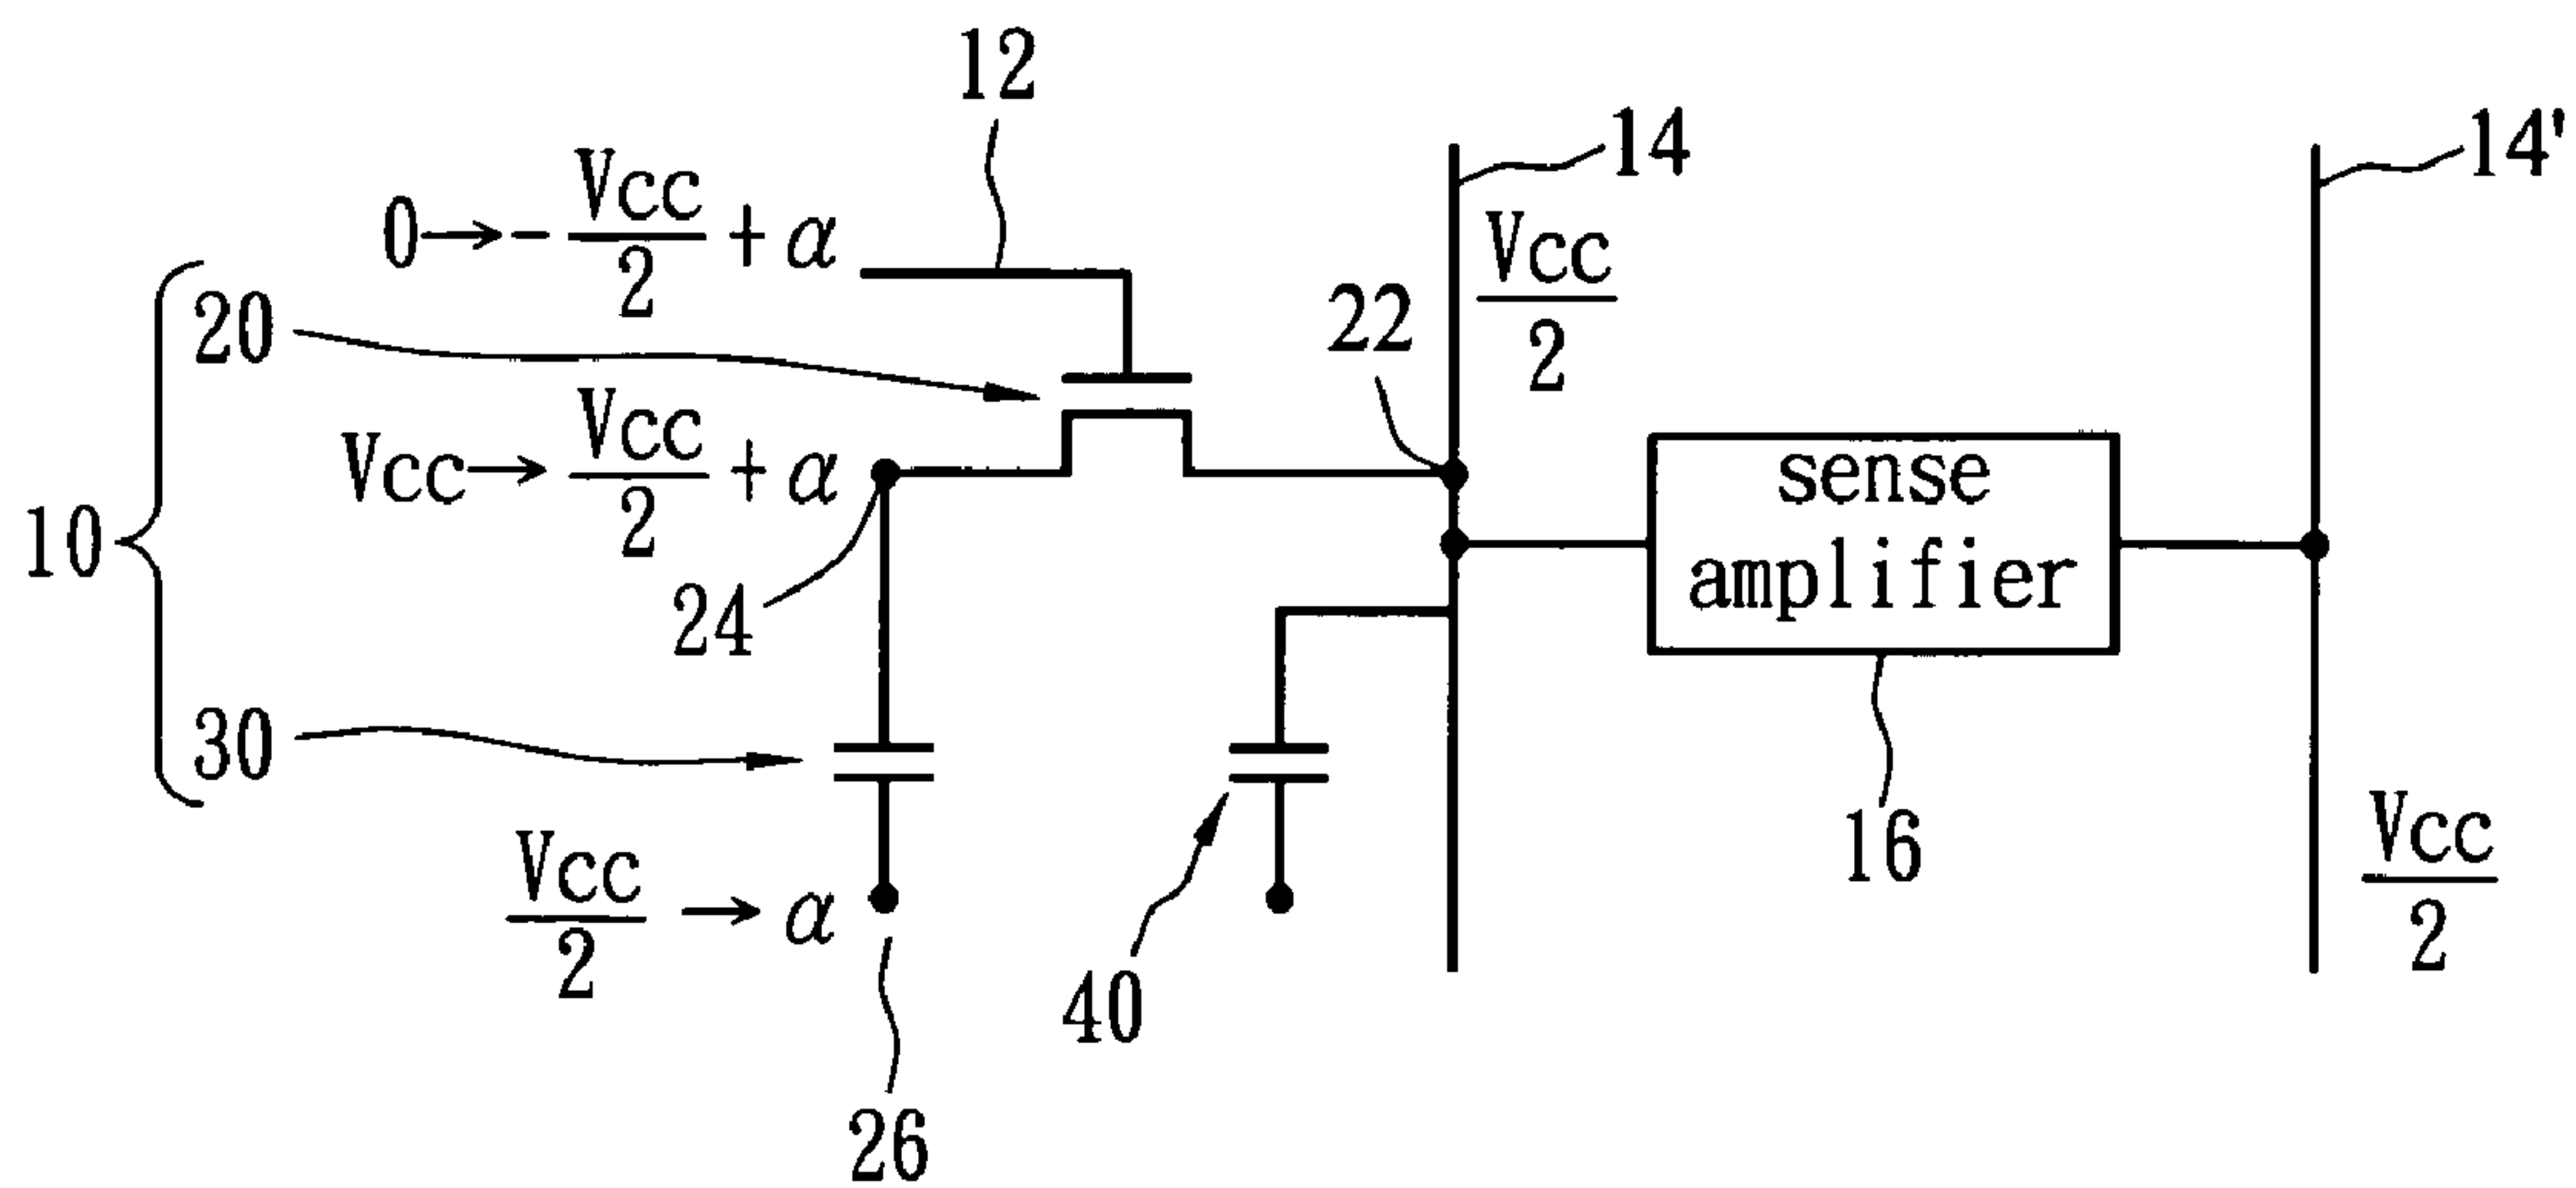 12
14
14'
0→-Vcc/2+α
Vcc/2
22
20
Vcc→Vcc/2+α
sense
amplifier
10
24
30
16
Vcc/2
Vcc/2→α
40
26